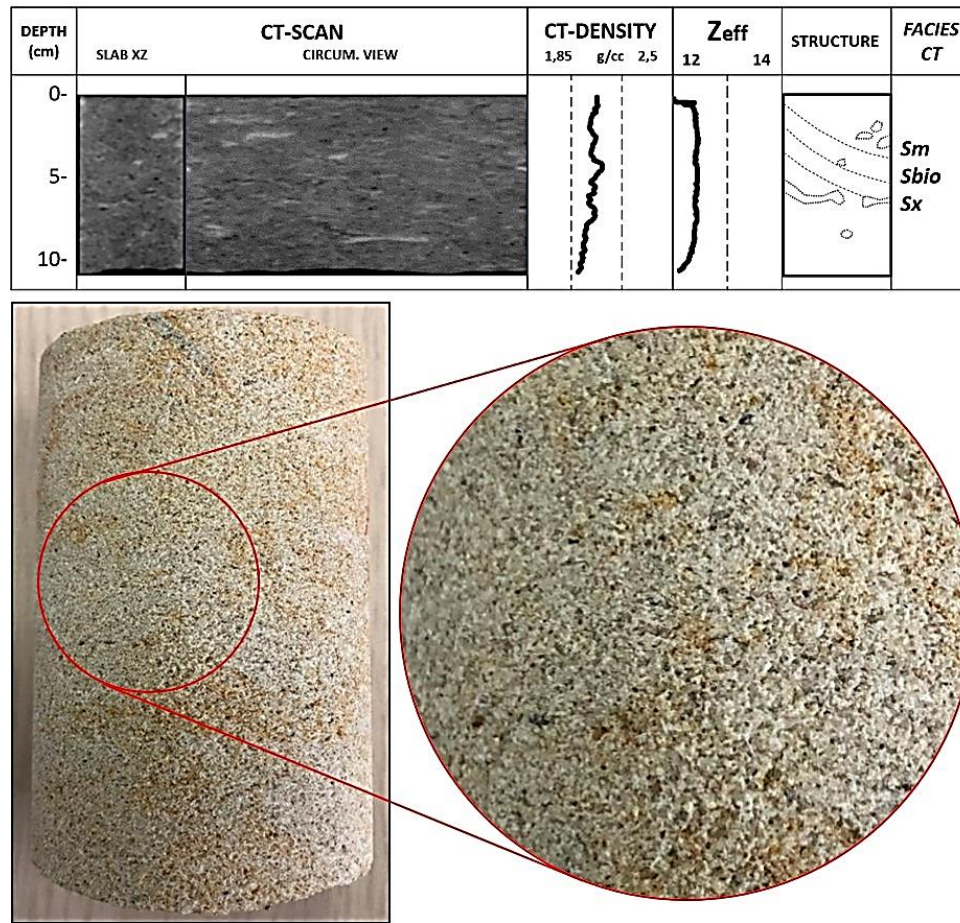 DEPTH
(cm)
CT-SCAN
SLAB XZ CIRCUM. VIEW
CT-DENSITY
1,85 g/cc 2,5
Zeff
12 14
STRUCTURE
FACIES
CT
0-
5-
10-
Sm
Sbio
Sx